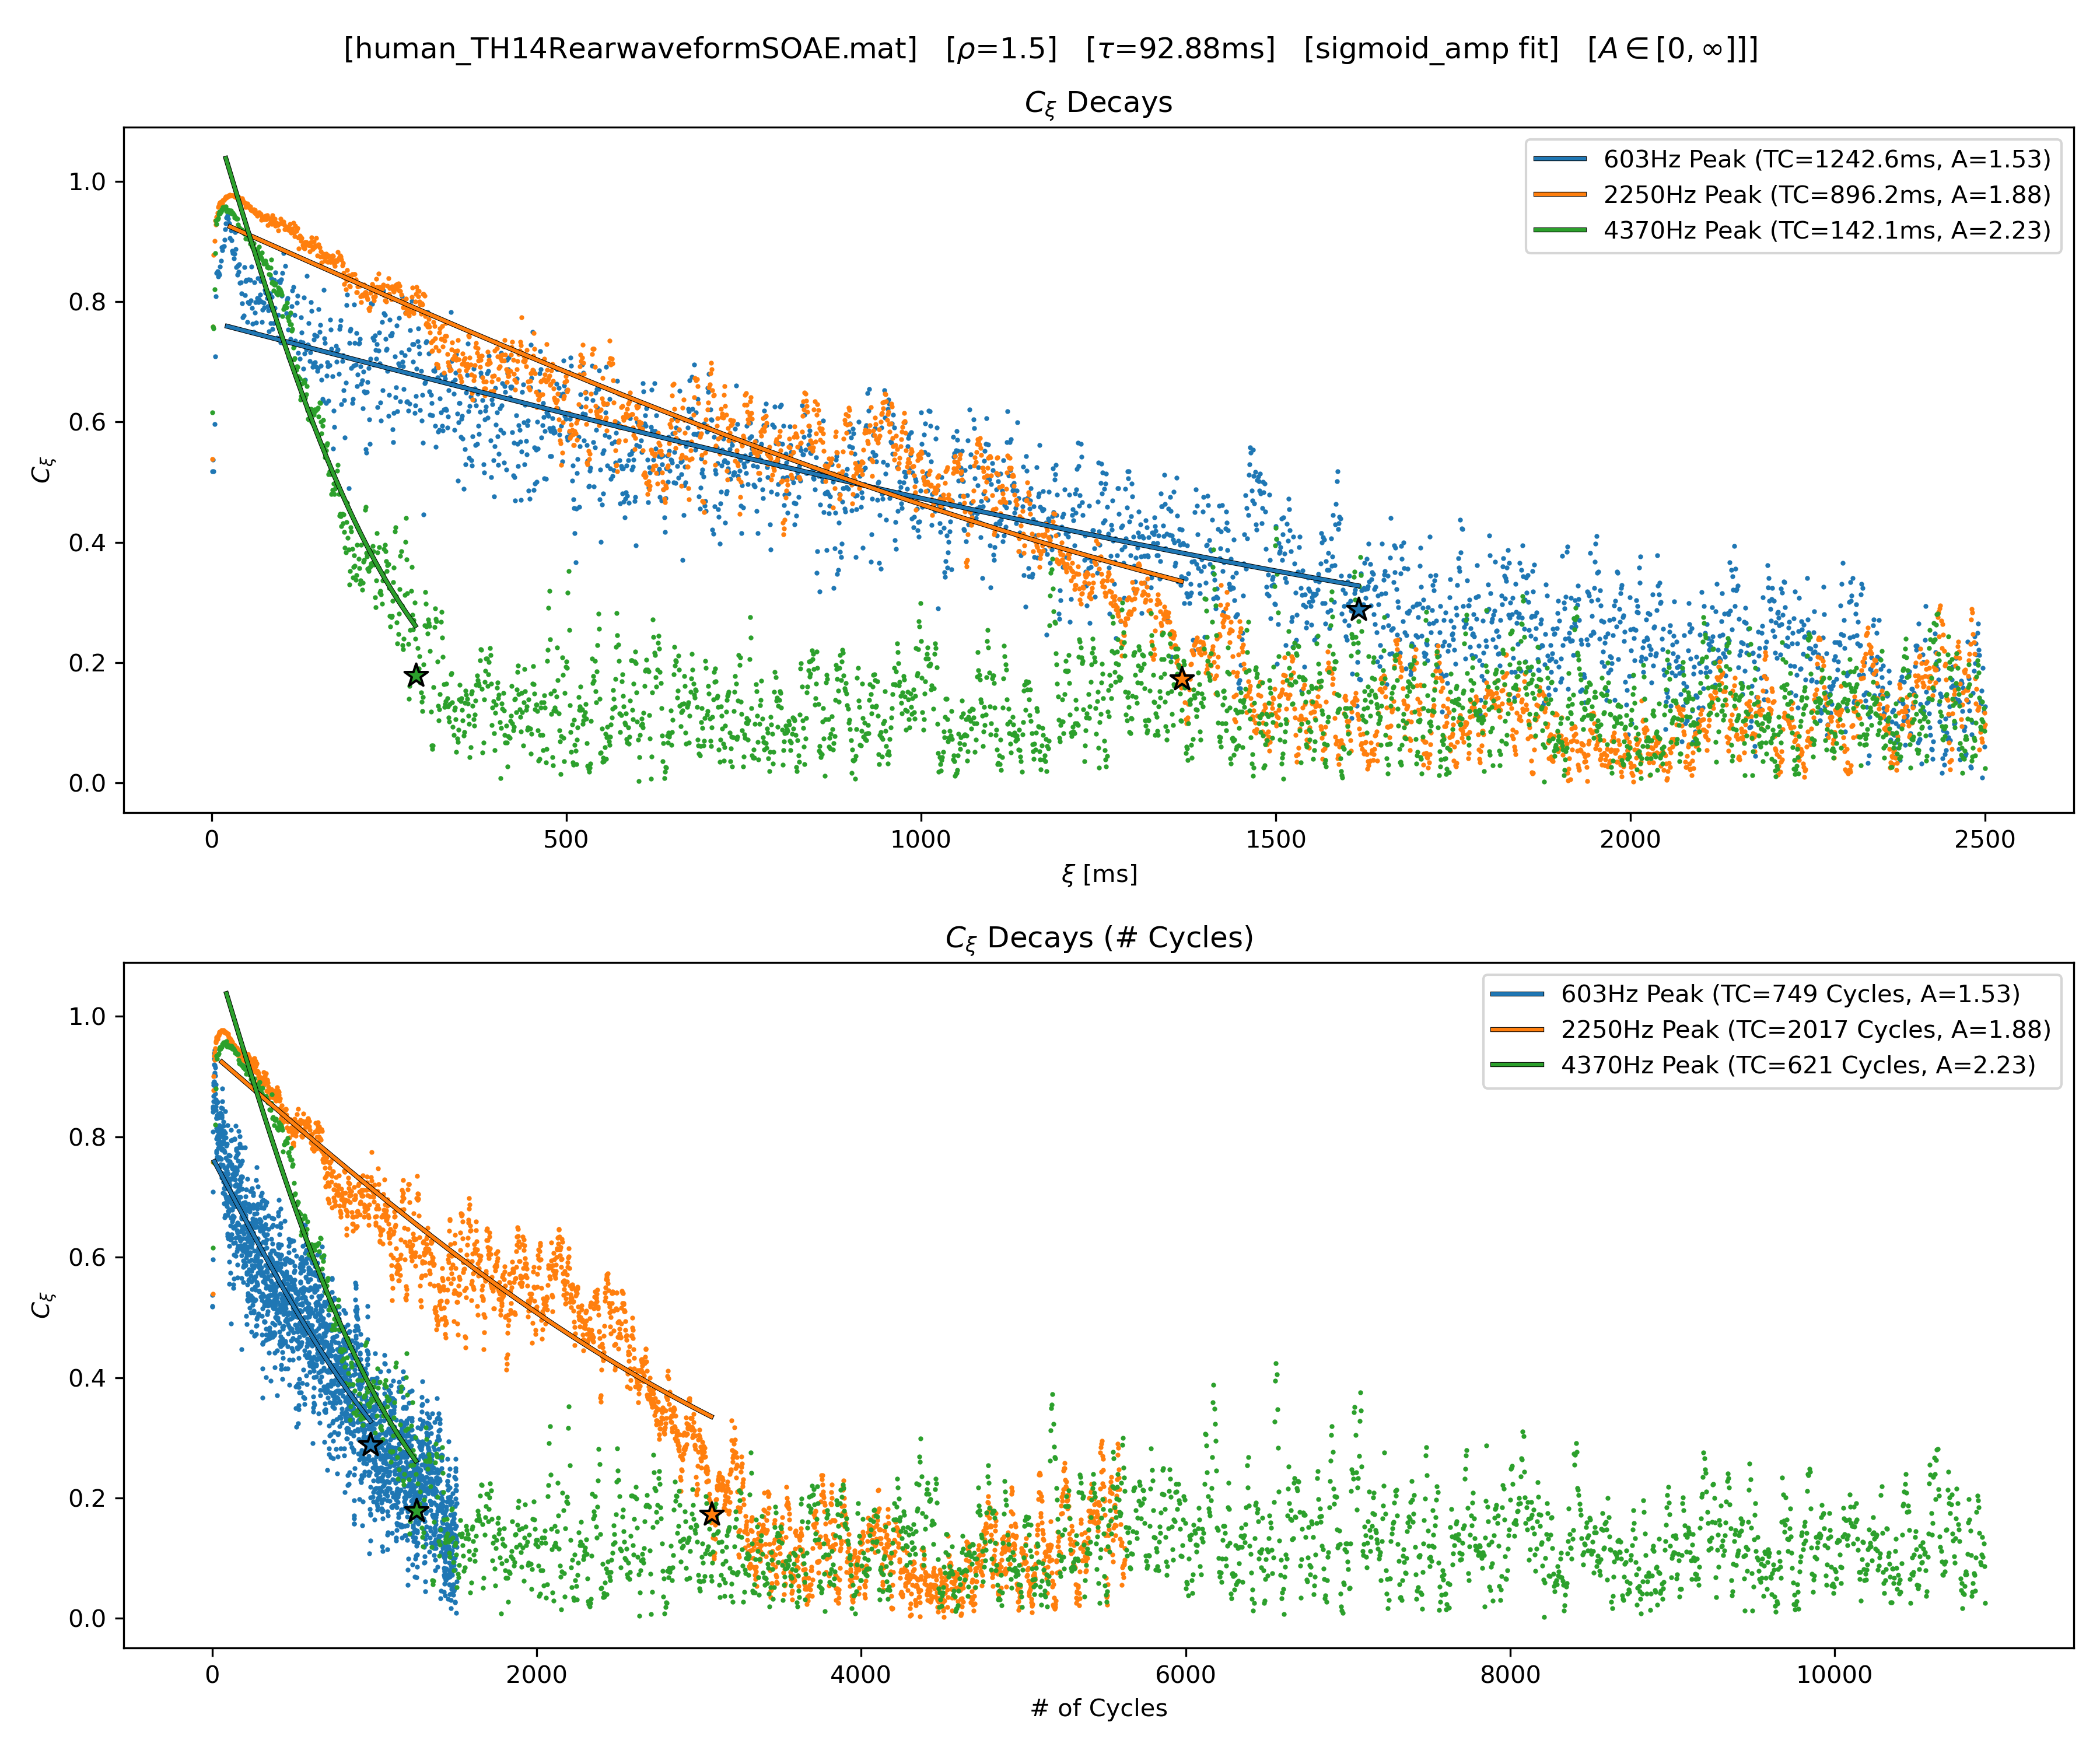 [human_TH14RearwaveformSOAE.mat] [ρ=1.5] [τ=92.88ms] [sigmoid_amp fit] [A ∈ [0, ∞]]]
C_ξ Decays
603Hz Peak (TC=1242.6ms, A=1.53)
2250Hz Peak (TC=896.2ms, A=1.88)
4370Hz Peak (TC=142.1ms, A=2.23)
1.0
0.8
0.6
0.4
0.2
0.0
C_ξ
0 500 1000 1500 2000 2500
ξ [ms]
C_ξ Decays (# Cycles)
603Hz Peak (TC=749 Cycles, A=1.53)
2250Hz Peak (TC=2017 Cycles, A=1.88)
4370Hz Peak (TC=621 Cycles, A=2.23)
1.0
0.8
0.6
0.4
0.2
0.0
C_ξ
0 2000 4000 6000 8000 10000
# of Cycles